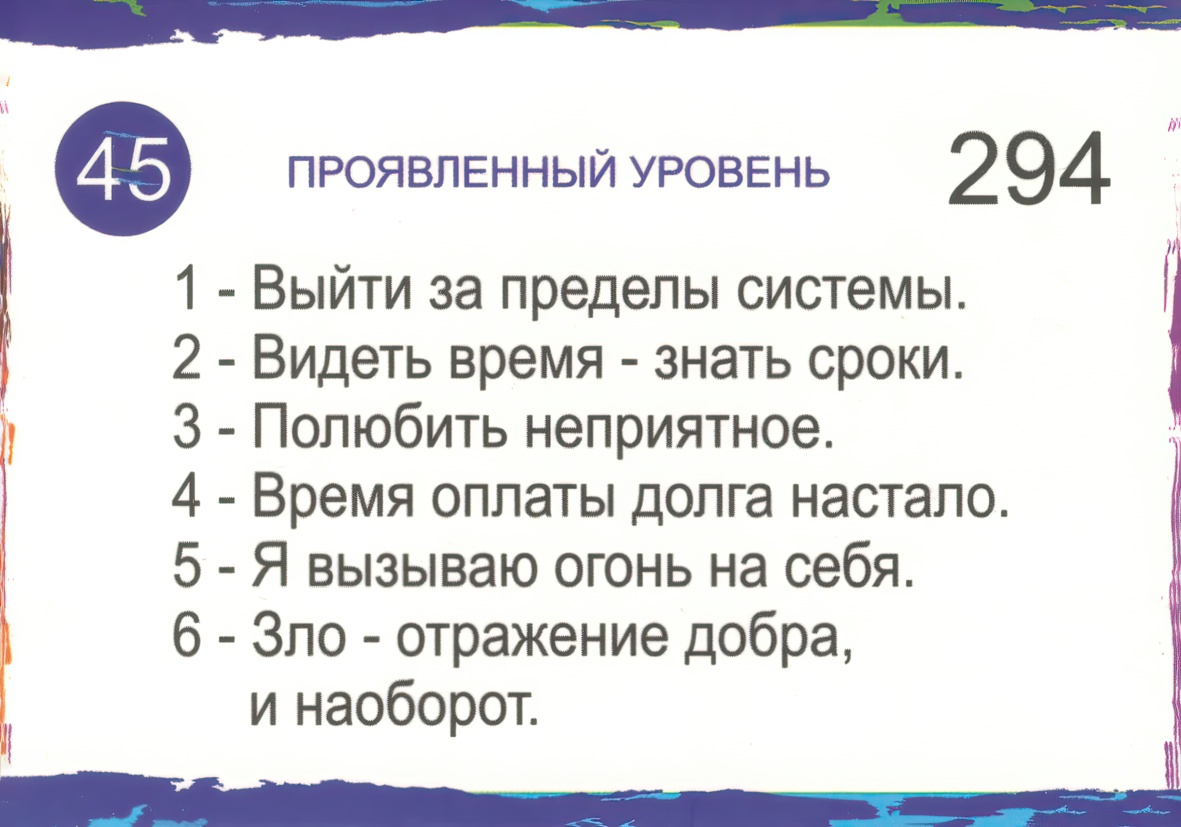 45 ПРОЯВЛЕННЫЙ УРОВЕНЬ 294
1 - Выйти за пределы системы.
2 - Видеть время - знать сроки.
3 - Полюбить неприятное.
4 - Время оплаты долга настало.
5 - Я вызываю огонь на себя.
6 - Зло - отражение добра,
и наоборот.